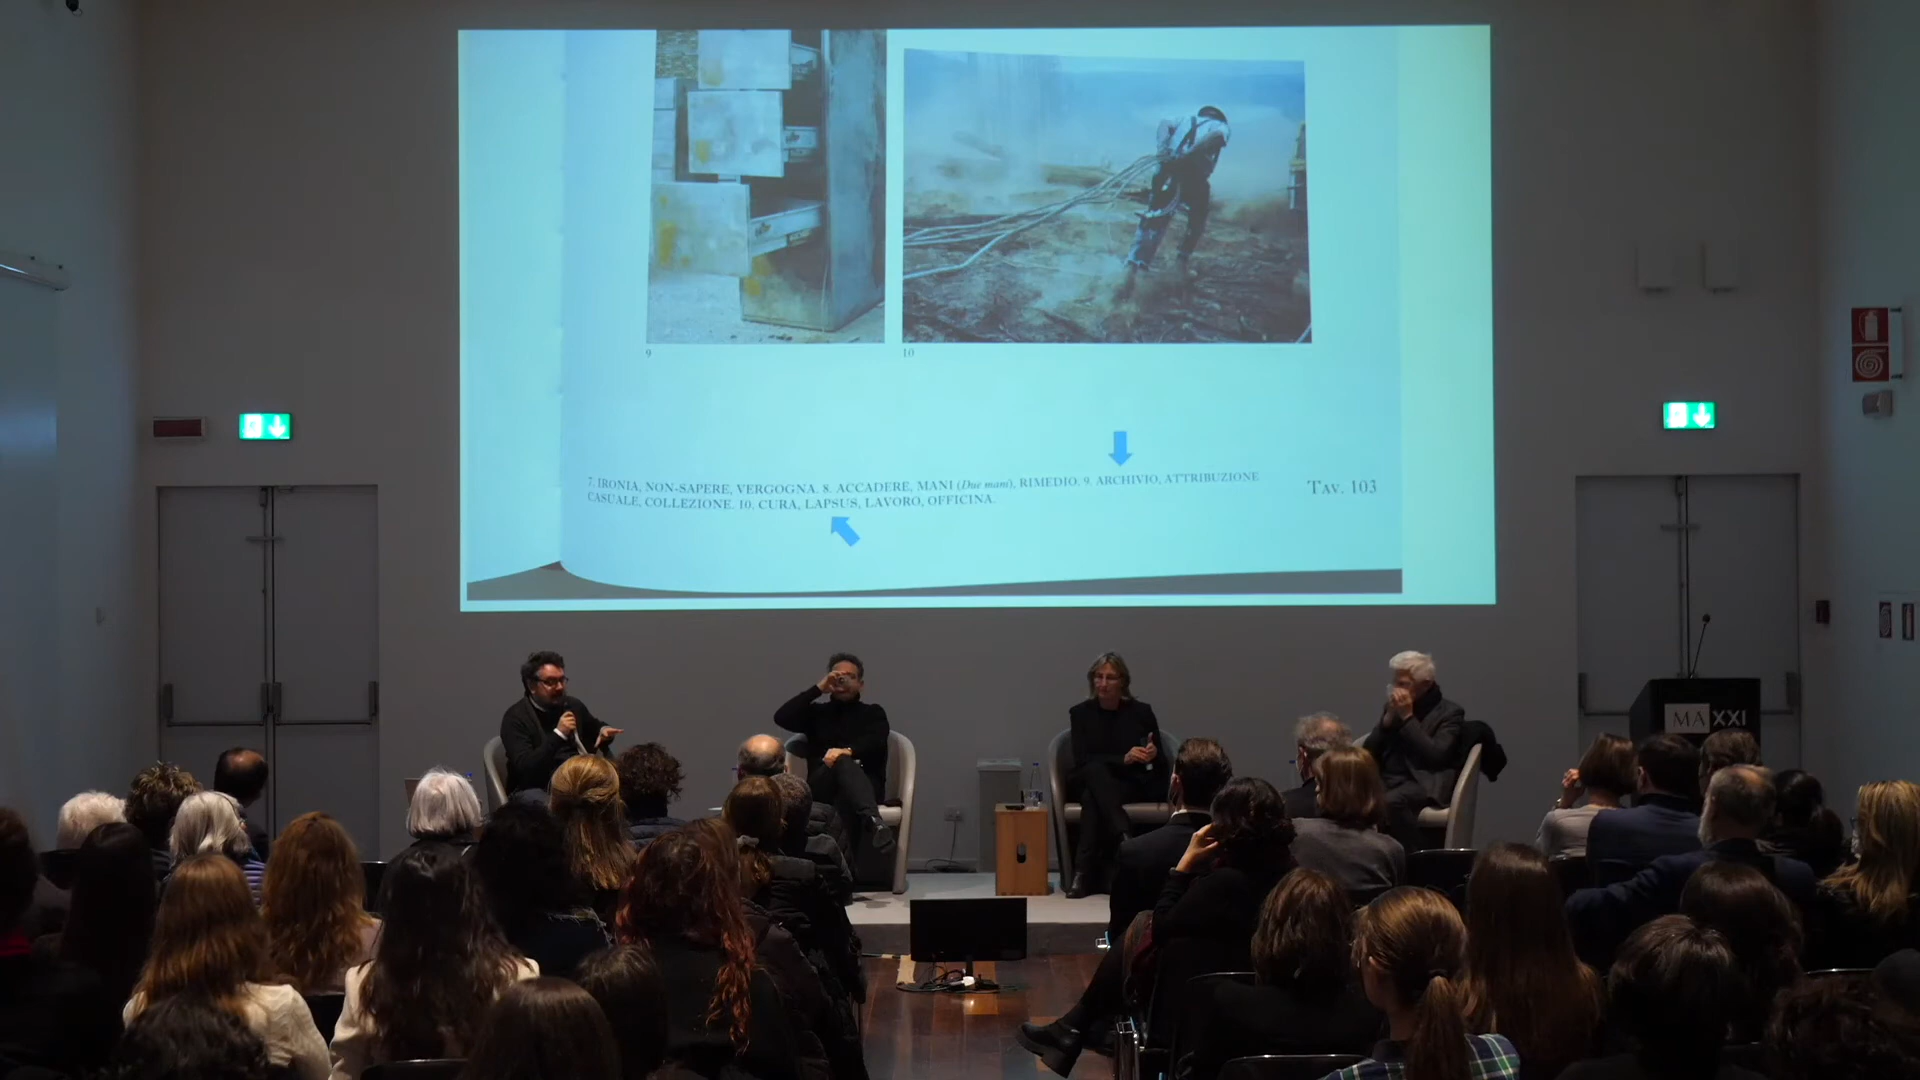 9
10
7. IRONIA, NON-SAPERE, VERGOGNA. 8. ACCADERE, MANI (Due mani), RIMEDIO. 9. ARCHIVIO, ATTRIBUZIONE
CASUALE, COLLEZIONE. 10. CURA, LAPSUS, LAVORO, OFFICINA.
TAV. 103
MAXXI